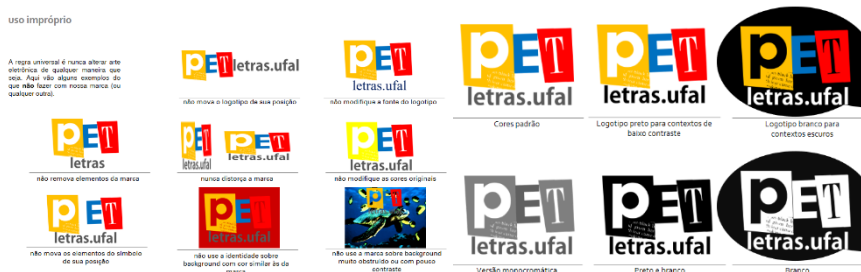 uso impróprio
A regra universal é nunca alterar arte
eletrônica de qualquer maneira que
seja. Aqui vão alguns exemplos do
que não fazer com nossa marca (ou
qualquer outra).
PET letras.ufal
não mova o logotipo de sua posição
PET
letras.ufal
não modifique a fonte do logotipo
PET
letras
não remova elementos da marca
PET
letras.ufal
PET
letras.ufal
nunca distorça a marca
PET
letras.ufal
não modifique as cores originais
PET
letras.ufal
não mova os elementos do símbolo
de sua posição
PET
letras.ufal
não use a identidade sobre
background com cor similar às da
marca
PET
não use a marca sobre background
muito obstruído ou com pouco
contraste
PET
letras.ufal
Cores padrão
PET
letras.ufal
Logotipo preto para contextos de
baixo contraste
PET
letras.ufal
Logotipo branco para
contextos escuros
PET
letras.ufal
Versão monocromática
PET
letras.ufal
Preto e branco
PET
letras.ufal
Branco